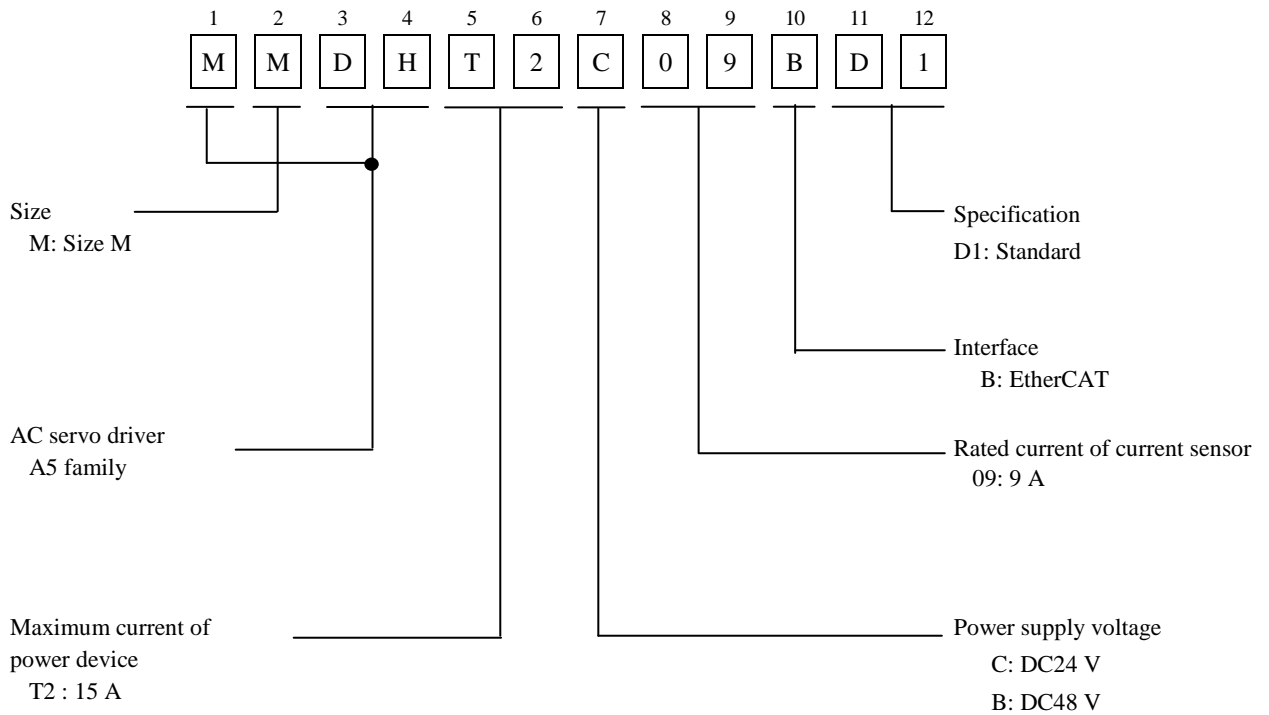 1 2 3 4 5 6 7 8 9 10 11 12
M M D H T 2 C 0 9 B D 1
Size
M: Size M
AC servo driver
A5 family
Maximum current of
power device
T2 : 15 A
Specification
D1: Standard
Interface
B: EtherCAT
Rated current of current sensor
09: 9 A
Power supply voltage
C: DC24 V
B: DC48 V